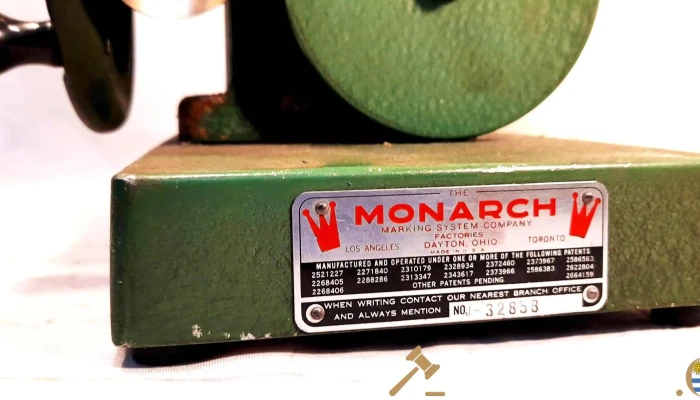 THE
MONARCH
MARKING SYSTEM COMPANY
FACTORIES
LOS ANGELES DAYTON, OHIO TORONTO
MADE IN U.S.A.
MANUFACTURED AND OPERATED UNDER ONE OR MORE OF THE FOLLOWING PATENTS
2521227 2271840 2310179 2328934 2372460 2373967 2586563
2268405 2288286 2313347 2343617 2373966 2586383 2622804
2268406 OTHER PATENTS PENDING 2664159
WHEN WRITING CONTACT OUR NEAREST BRANCH OFFICE
AND ALWAYS MENTION NO. J-32858